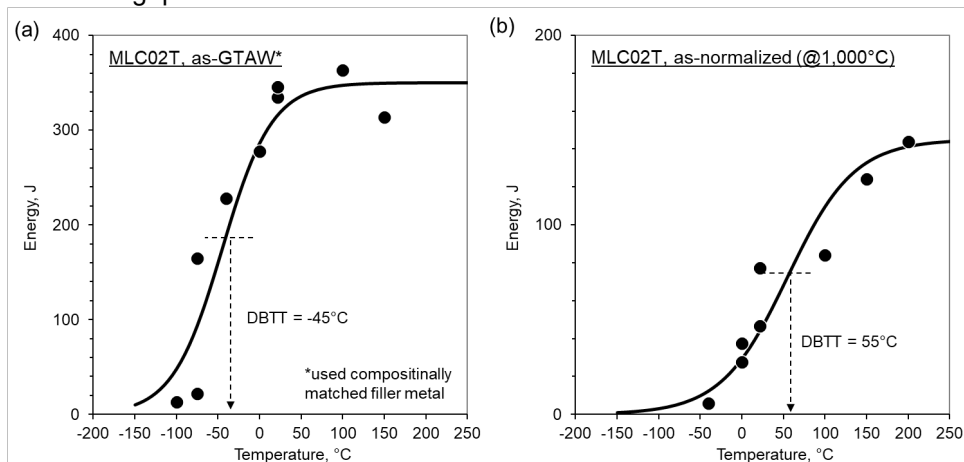 (a)
MLC02T, as-GTAW*
400
300
200
100
0
Energy, J
DBTT = -45°C
*used compositinally
matched filler metal
-200 -150 -100 -50 0 50 100 150 200 250
Temperature, °C
(b)
MLC02T, as-normalized (@1,000°C)
200
100
0
Energy, J
DBTT = 55°C
-200 -150 -100 -50 0 50 100 150 200 250
Temperature, °C